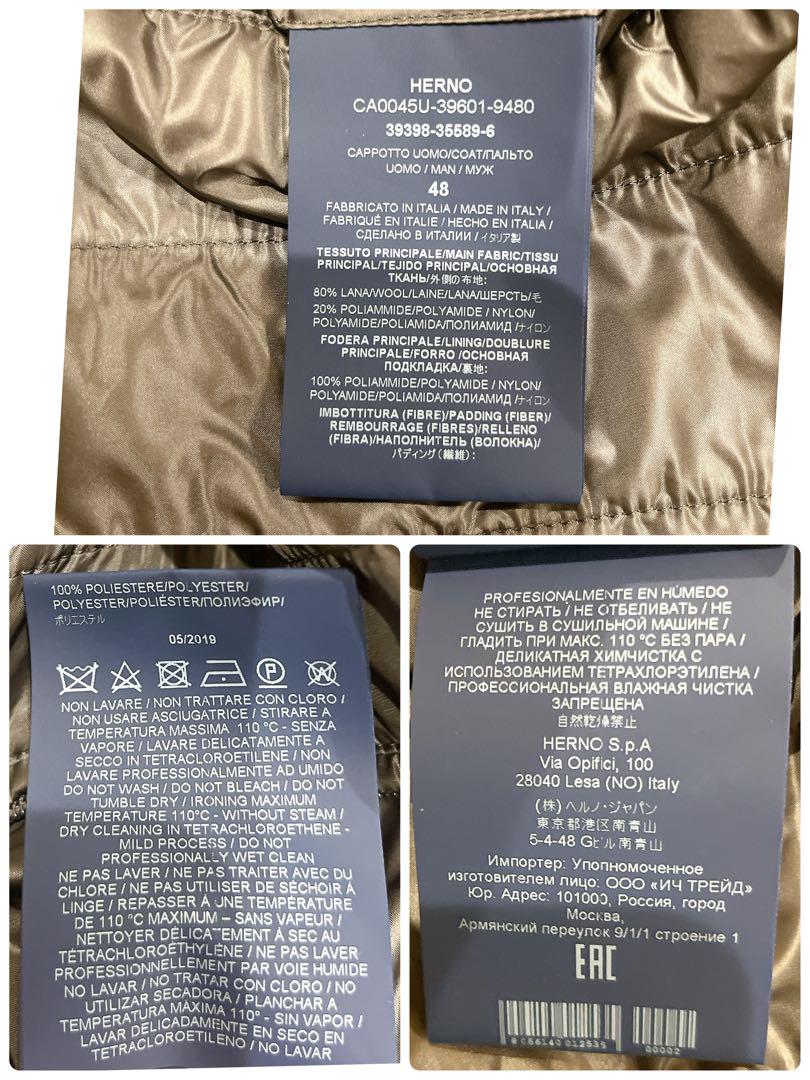 HERNO
CA0045U-39601-9480
39398-35589-6
CAPPOTTO UOMO/COAT/ПАЛЬТО
UOMO / MAN / МУЖ
48
FABBRICATO IN ITALIA / MADE IN ITALY /
FABRIQUÉ EN ITALIE / HECHO EN ITALIA /
СДЕЛАНО В ИТАЛИИ / イタリア製
TESSUTO PRINCIPALE/MAIN FABRIC/TISSU
PRINCIPAL/TEJIDO PRINCIPAL/ОСНОВНАЯ
ТКАНЬ/外側の布地:
80% LANA/WOOL/LAINE/LANA/ШЕРСТЬ/毛
20% POLIAMMIDE/POLYAMIDE / NYLON/
POLYAMIDE/POLIAMIDA/ПОЛИАМИД /ナイロン
FODERA PRINCIPALE/LINING/DOUBLURE
PRINCIPALE/FORRO /ОСНОВНАЯ
ПОДКЛАДКА/裏地:
100% POLIAMMIDE/POLYAMIDE / NYLON/
POLYAMIDE/POLIAMIDA/ПОЛИАМИД /ナイロン
IMBOTTITURA (FIBRE)/PADDING (FIBER)/
REMBOURRAGE (FIBRES)/RELLENO
(FIBRA)/НАПОЛНИТЕЛЬ (ВОЛОКНА)/
パディング(繊維):
100% POLIESTERE/POLYESTER/
POLYESTER/POLIÉSTER/ПОЛИЭФИР/
ポリエステル
05/2019
P W
NON LAVARE / NON TRATTARE CON CLORO /
NON USARE ASCIUGATRICE / STIRARE A
TEMPERATURA MASSIMA 110 °C - SENZA
VAPORE / LAVARE DELICATAMENTE A
SECCO IN TETRACLOROETILENE / NON
LAVARE PROFESSIONALMENTE AD UMIDO
DO NOT WASH / DO NOT BLEACH / DO NOT
TUMBLE DRY / IRONING MAXIMUM
TEMPERATURE 110°C - WITHOUT STEAM /
DRY CLEANING IN TETRACHLOROETHENE -
MILD PROCESS / DO NOT
PROFESSIONALLY WET CLEAN
NE PAS LAVER / NE PAS TRAITER AVEC DU
CHLORE / NE PAS UTILISER DE SÉCHOIR À
LINGE / REPASSER À UNE TEMPÉRATURE
DE 110 °C MAXIMUM – SANS VAPEUR /
NETTOYER DÉLICATEMENT À SEC AU
TÉTRACHLOROÉTHYLÈNE / NE PAS LAVER
PROFESSIONNELLEMENT PAR VOIE HUMIDE
NO LAVAR / NO TRATAR CON CLORO / NO
UTILIZAR SECADORA / PLANCHAR A
TEMPERATURA MÁXIMA 110° - SIN VAPOR /
LAVAR DELICADAMENTE EN SECO EN
TETRACLOROETILENO / NO LAVAR
PROFESIONALMENTE EN HÚMEDO
НЕ СТИРАТЬ / НЕ ОТБЕЛИВАТЬ / НЕ
СУШИТЬ В СУШИЛЬНОЙ МАШИНЕ /
ГЛАДИТЬ ПРИ МАКС. 110 °C БЕЗ ПАРА /
ДЕЛИКАТНАЯ ХИМЧИСТКА С
ИСПОЛЬЗОВАНИЕМ ТЕТРАХЛОРЭТИЛЕНА /
ПРОФЕССИОНАЛЬНАЯ ВЛАЖНАЯ ЧИСТКА
ЗАПРЕЩЕНА
自然乾燥禁止
HERNO S.p.A
Via Opifici, 100
28040 Lesa (NO) Italy
(株)ヘルノ・ジャパン
東京都港区南青山
5-4-48 Gビル南青山
Импортер: Уполномоченное
изготовителем лицо: ООО «ИЧ ТРЕЙД»
Юр. Адрес: 101000, Россия, город
Москва,
Армянский переулок 9/1/1 строение 1
EAC
8 056140 012535
00002